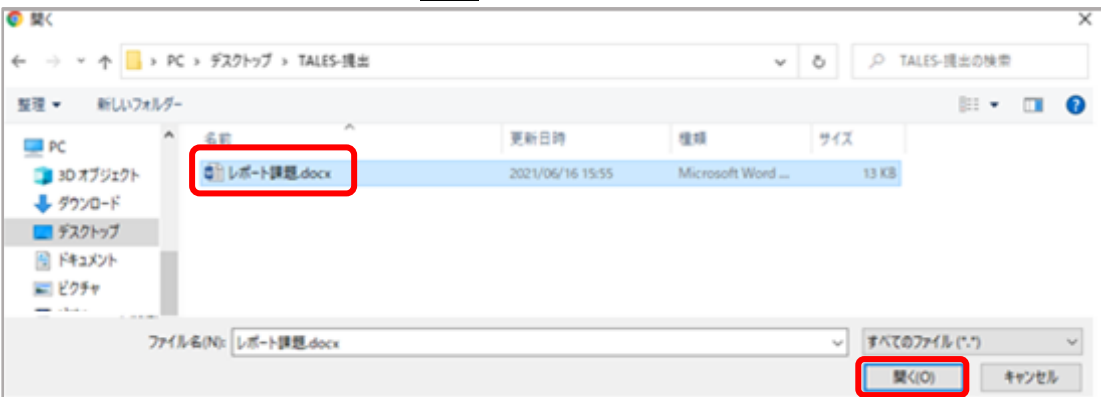 開く
PC › デスクトップ › TALES-提出
TALES-提出の検索
整理 新しいフォルダー
名前 更新日時 種類 サイズ
レポート課題.docx 2021/06/16 15:55 Microsoft Word ... 13 KB
PC
3D オブジェクト
ダウンロード
デスクトップ
ドキュメント
ピクチャ
ファイル名(N): レポート課題.docx すべてのファイル (*.*)
開く(O) キャンセル